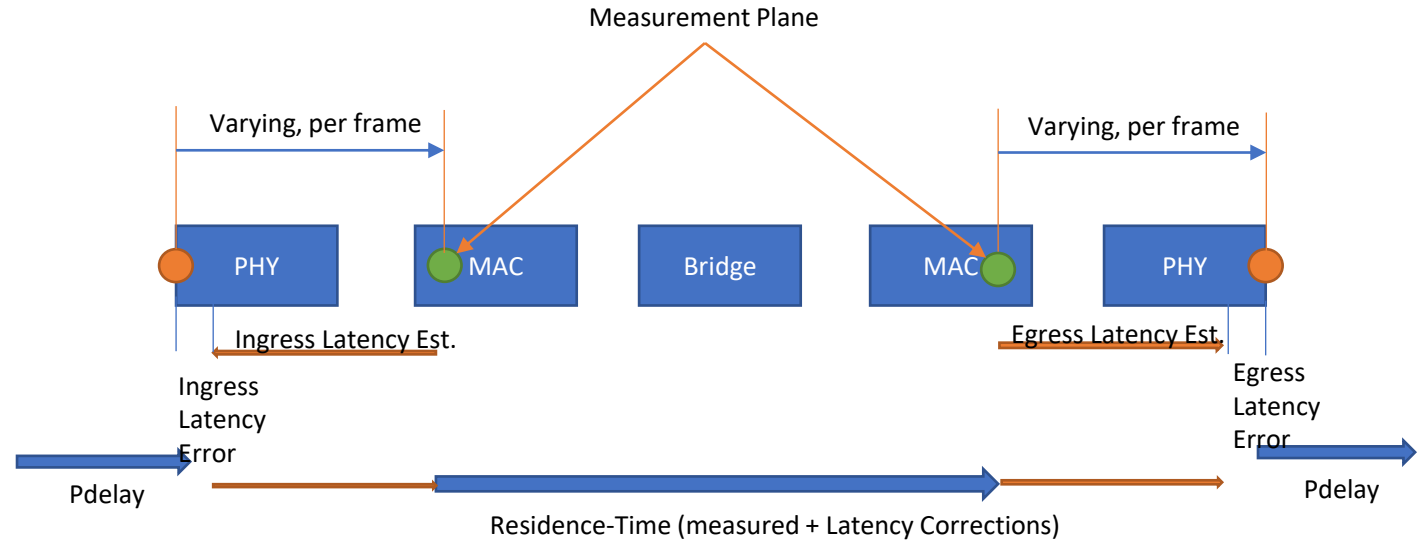 Measurement Plane
Varying, per frame
Varying, per frame
PHY
MAC
Bridge
MAC
PHY
Ingress Latency Est.
Egress Latency Est.
Ingress
Latency
Error
Egress
Latency
Error
Pdelay
Pdelay
Residence-Time (measured + Latency Corrections)